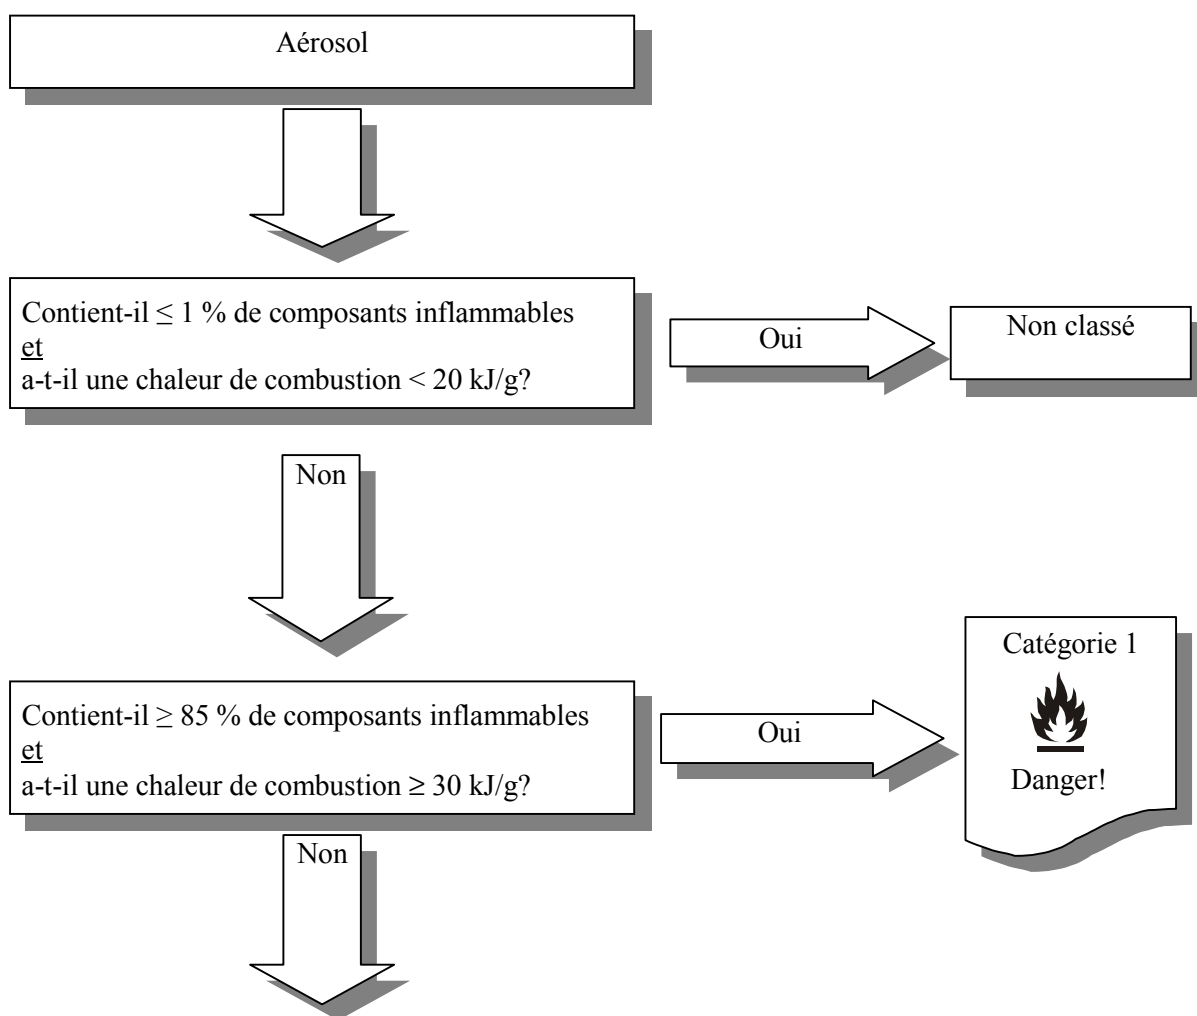 Aérosol
Contient-il ≤ 1 % de composants inflammables
et
a-t-il une chaleur de combustion < 20 kJ/g?
Oui
Non classé
Non
Contient-il ≥ 85 % de composants inflammables
et
a-t-il une chaleur de combustion ≥ 30 kJ/g?
Oui
Catégorie 1
Danger!
Non